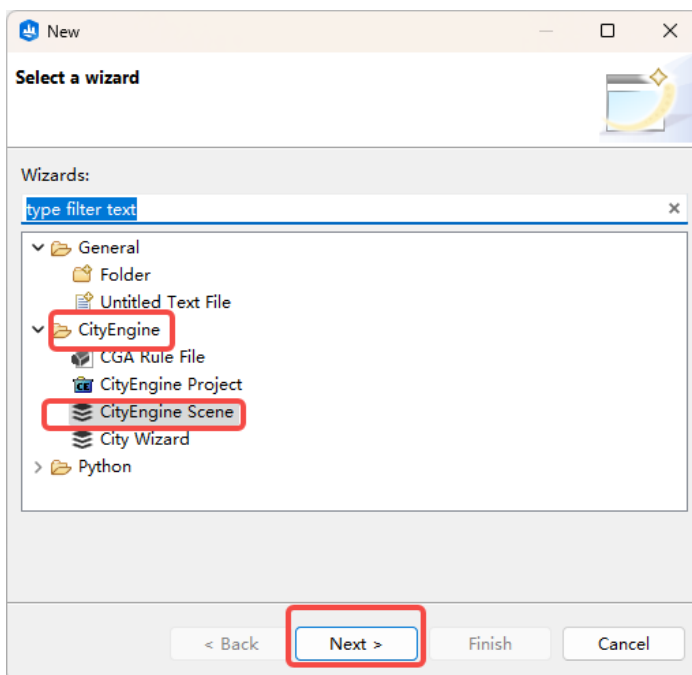 New
Select a wizard
Wizards:
type filter text
General
Folder
Untitled Text File
CityEngine
CGA Rule File
CE CityEngine Project
CityEngine Scene
City Wizard
Python
< Back Next > Finish Cancel